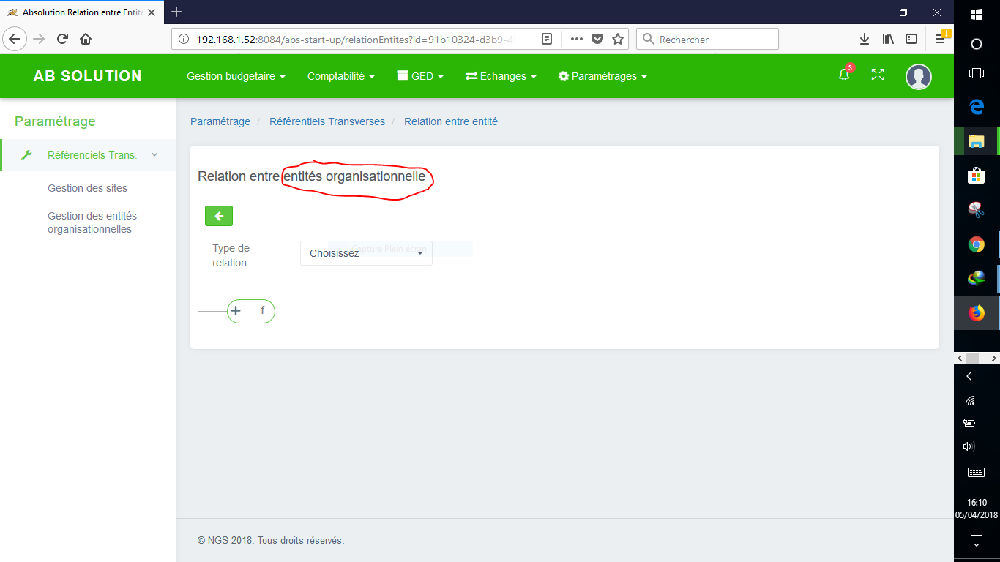 Absolution Relation entre Entité
192.168.1.52:8084/abs-start-up/relationEntites?id=91b10324-d3b9-4
Rechercher
AB SOLUTION
Gestion budgetaire
Comptabilité
GED
Echanges
Paramétrages
3
Paramétrage
Référenciels Trans.
Gestion des sites
Gestion des entités
organisationnelles
Paramétrage / Référentiels Transverses / Relation entre entité
Relation entre entités organisationnelle
Type de
relation
Choisissez
Capture Plein écran
f
© NGS 2018. Tous droits réservés.
16:10
05/04/2018